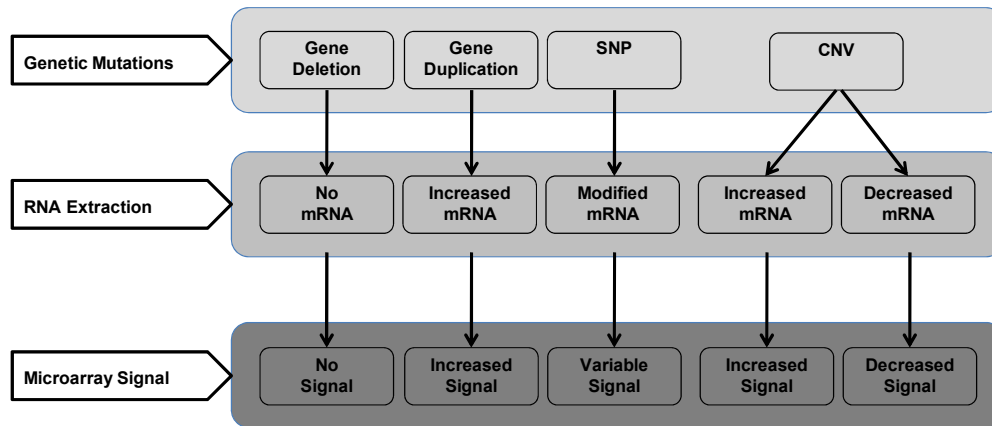 Genetic Mutations
Gene
Deletion
Gene
Duplication
SNP
CNV
RNA Extraction
No
mRNA
Increased
mRNA
Modified
mRNA
Increased
mRNA
Decreased
mRNA
Microarray Signal
No
Signal
Increased
Signal
Variable
Signal
Increased
Signal
Decreased
Signal